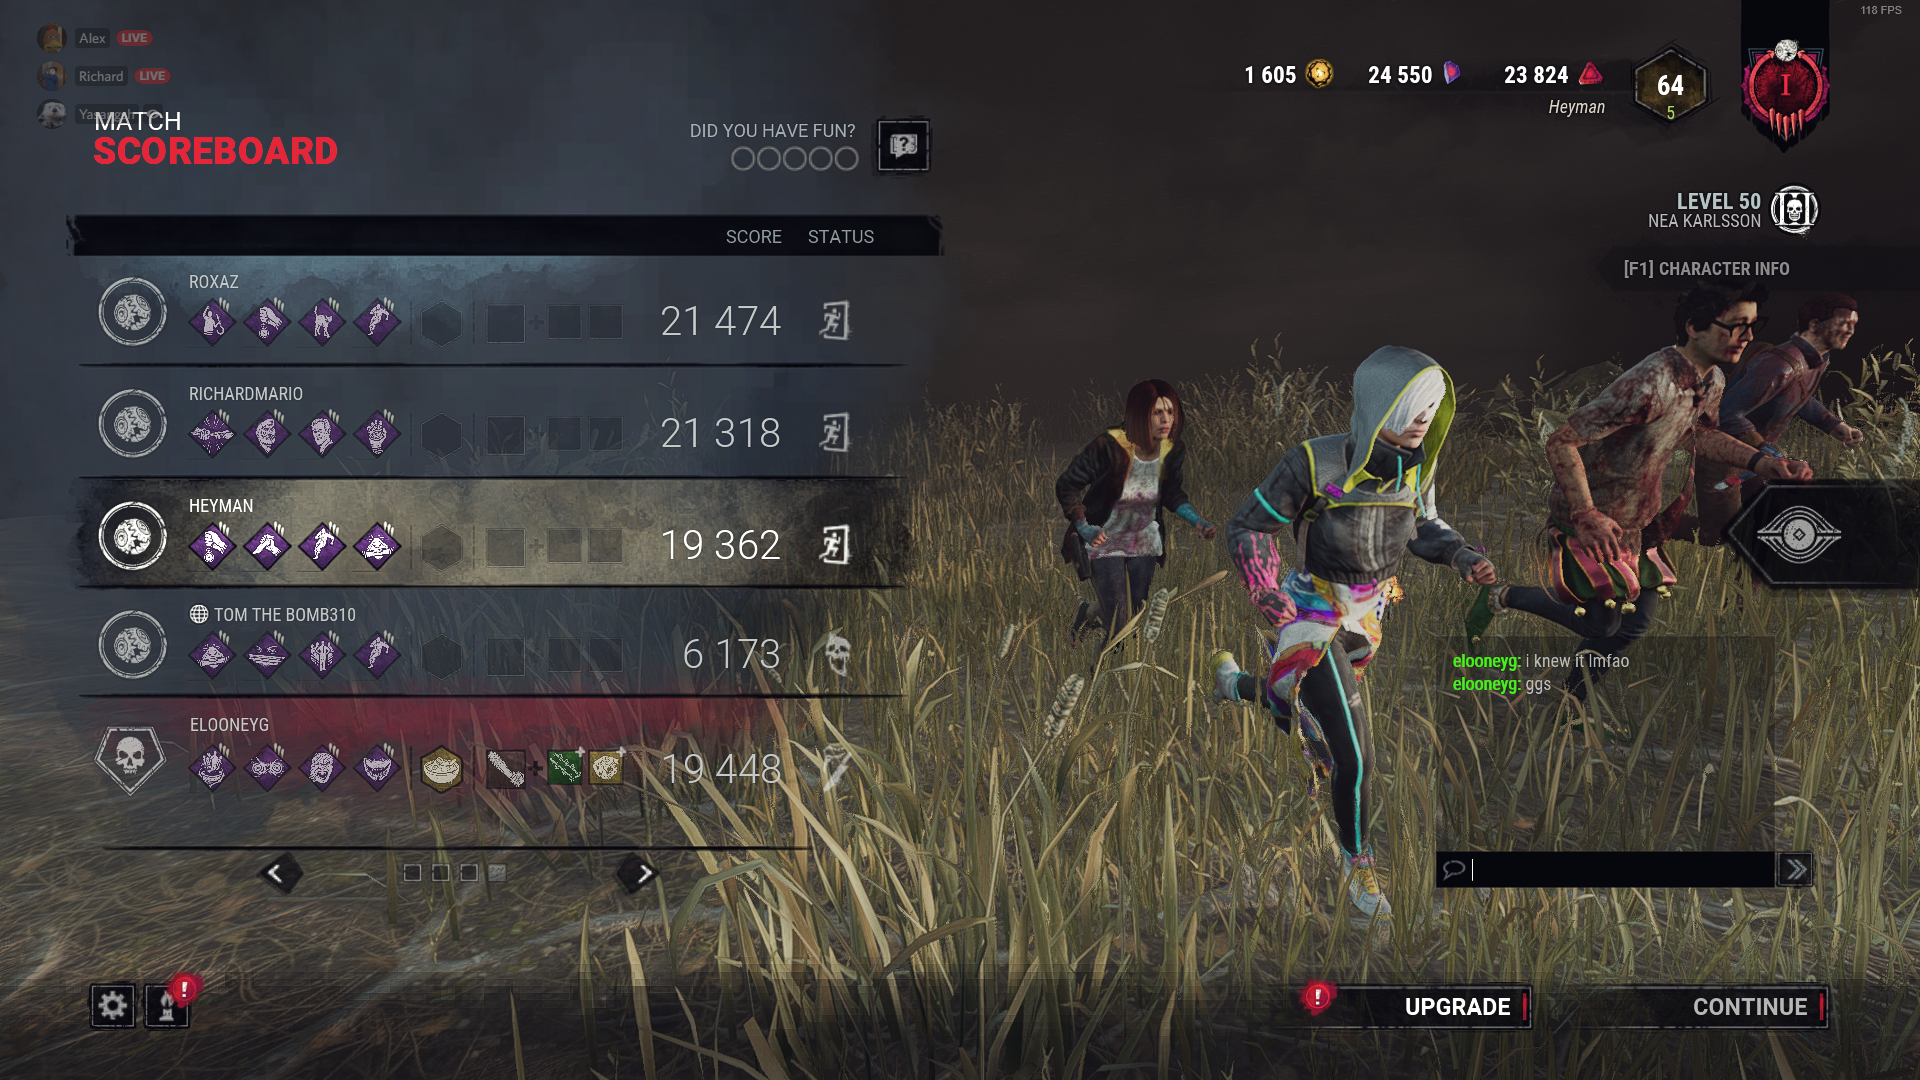 118 FPS
Alex LIVE
Richard LIVE
MATCH
SCOREBOARD
DID YOU HAVE FUN?
1 605
24 550
23 824
Heyman
64
5
I
LEVEL 50
NEA KARLSSON
III
[F1] CHARACTER INFO
SCORE STATUS
ROXAZ
21 474
RICHARDMARIO
21 318
HEYMAN
19 362
TOM THE BOMB310
6 173
ELOONEYG
19 448
elooneyg: i knew it lmfao
elooneyg: ggs
UPGRADE
CONTINUE